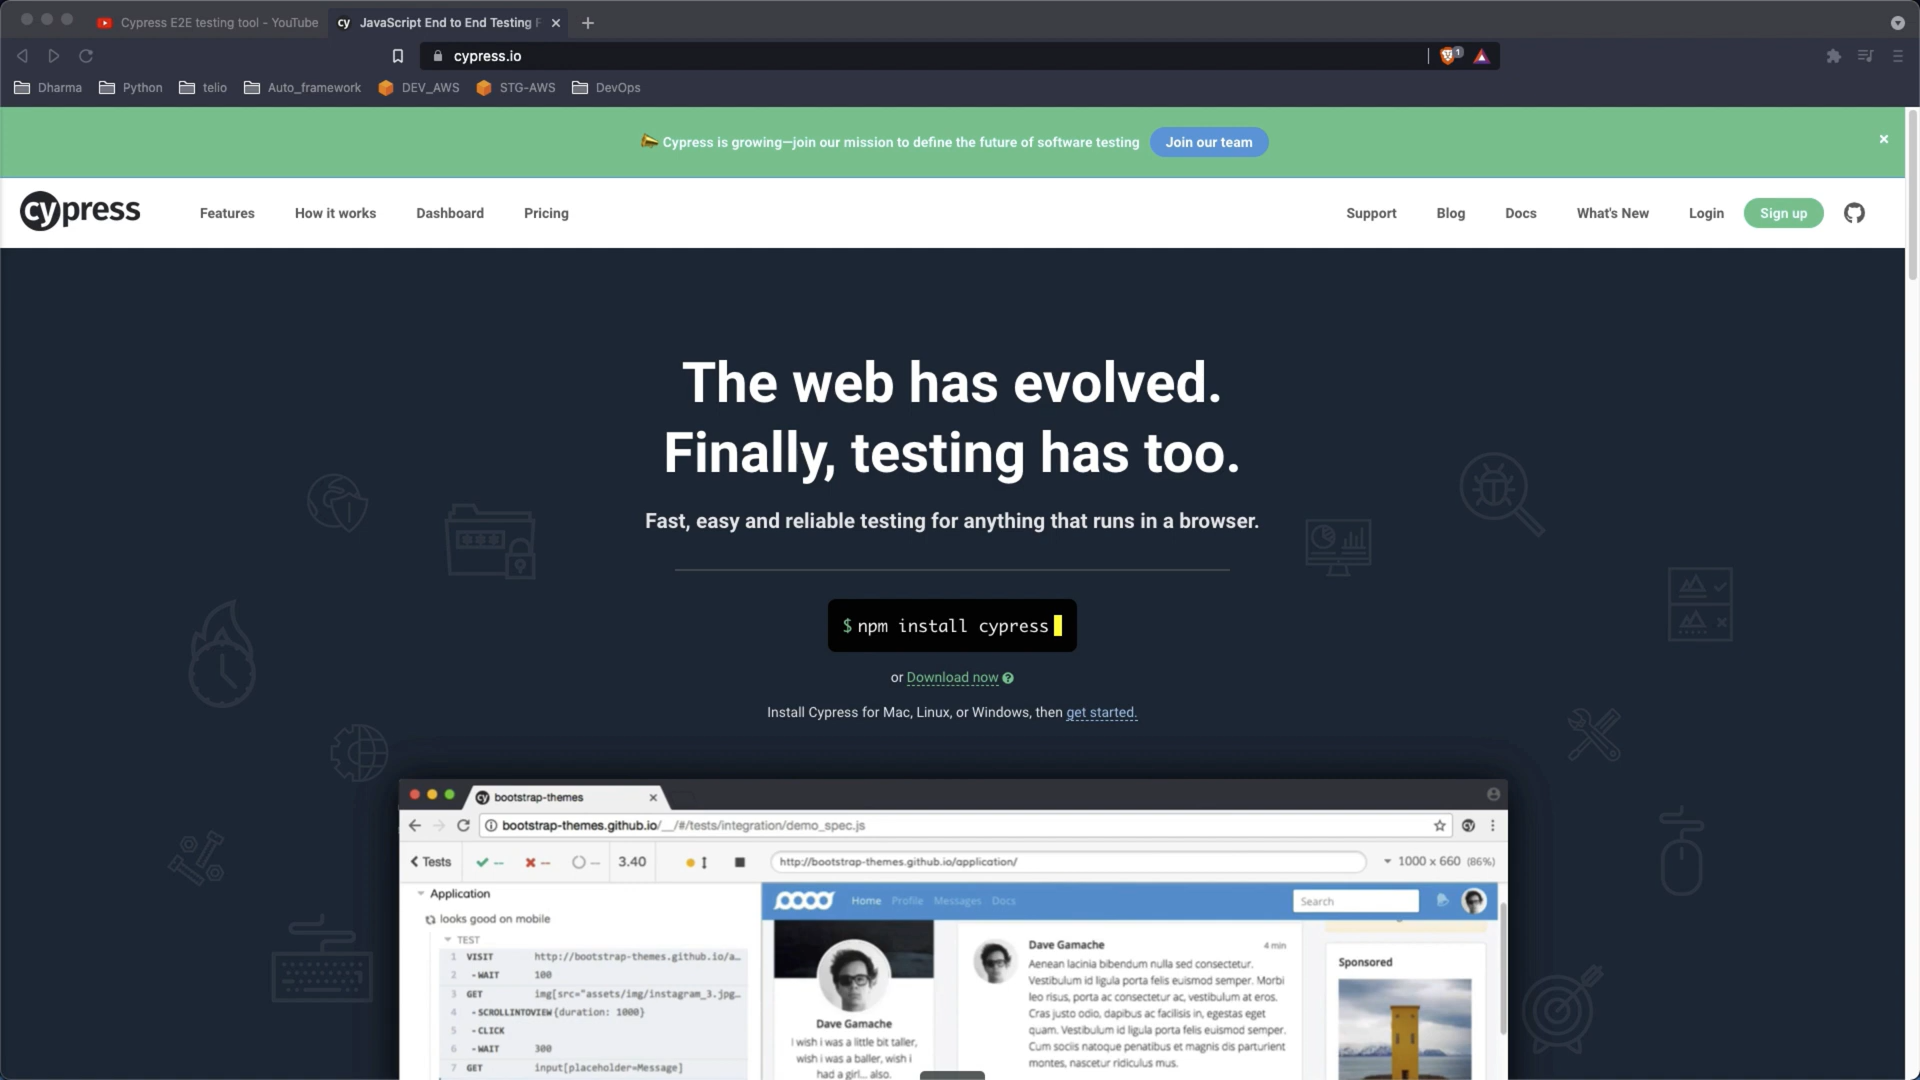 Cypress E2E testing tool - YouTube
cy JavaScript End to End Testing F
cypress.io
1
Dharma
Python
telio
Auto_framework
DEV_AWS
STG-AWS
DevOps
Cypress is growing—join our mission to define the future of software testing
Join our team
cypress
Features
How it works
Dashboard
Pricing
Support
Blog
Docs
What's New
Login
Sign up
The web has evolved.
Finally, testing has too.
Fast, easy and reliable testing for anything that runs in a browser.
$ npm install cypress
or Download now ?
Install Cypress for Mac, Linux, or Windows, then get started.
cy bootstrap-themes
bootstrap-themes.github.io/__/#/tests/integration/demo_spec.js
cy
Tests
--
--
--
3.40
http://bootstrap-themes.github.io/application/
1000 x 660 (86%)
Application
looks good on mobile
TEST
1 VISIT http://bootstrap-themes.github.io/a…
2 -WAIT 100
3 GET img[src="assets/img/instagram_3.jpg…
4 -SCROLLINTOVIEW {duration: 1000}
5 -CLICK
6 -WAIT 300
7 GET input[placeholder=Message]
Home
Profile
Messages
Docs
Search
Dave Gamache
I wish i was a little bit taller,
wish i was a baller, wish i
had a girl… also.
Dave Gamache
4 min
Aenean lacinia bibendum nulla sed consectetur.
Vestibulum id ligula porta felis euismod semper. Morbi
leo risus, porta ac consectetur ac, vestibulum at eros.
Cras justo odio, dapibus ac facilisis in, egestas eget
quam. Vestibulum id ligula porta felis euismod semper.
Cum sociis natoque penatibus et magnis dis parturient
montes, nascetur ridiculus mus.
Sponsored